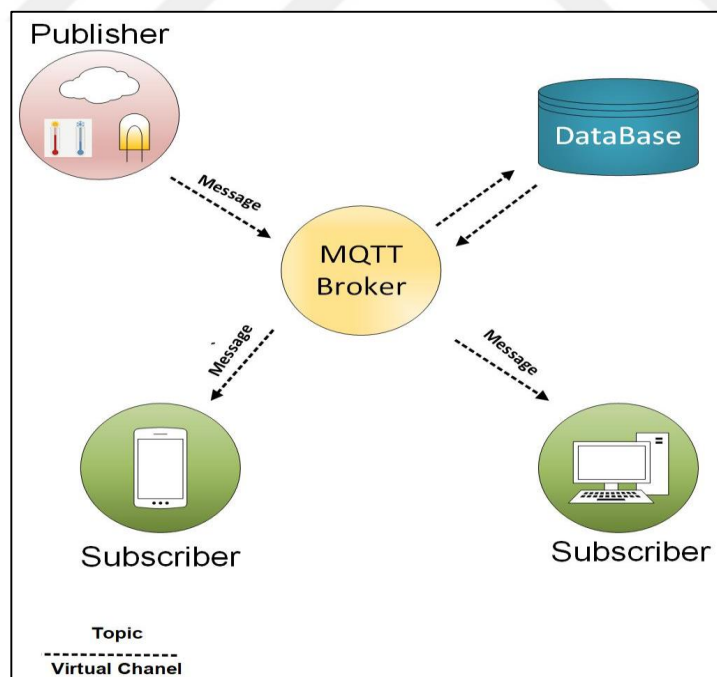 Publisher
DataBase
Message
MQTT
Broker
Message
Message
Subscriber
Subscriber
Topic
Virtual Chanel